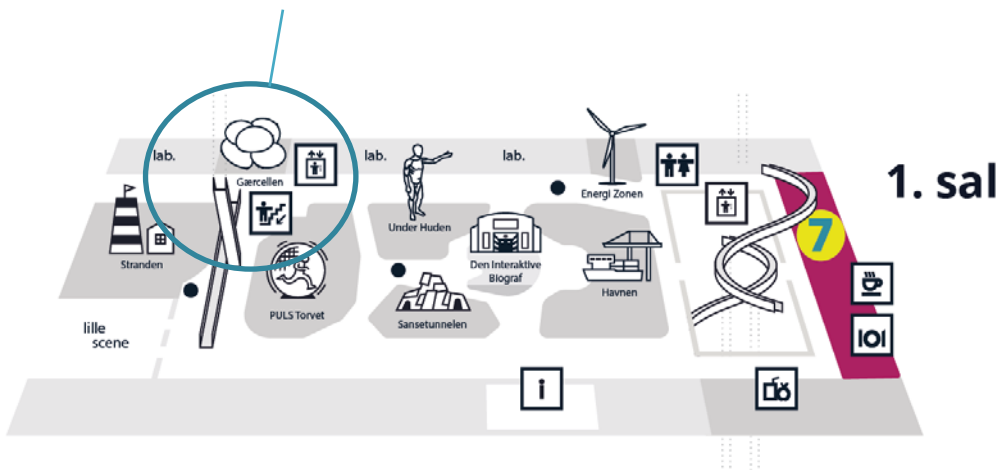 lab.
Gærcellen
lab.
lab.
Energi Zonen
1. sal
7
Stranden
Under Huden
Den Interaktive
Biograf
Havnen
PULS Torvet
Sansetunnelen
lille
scene
i